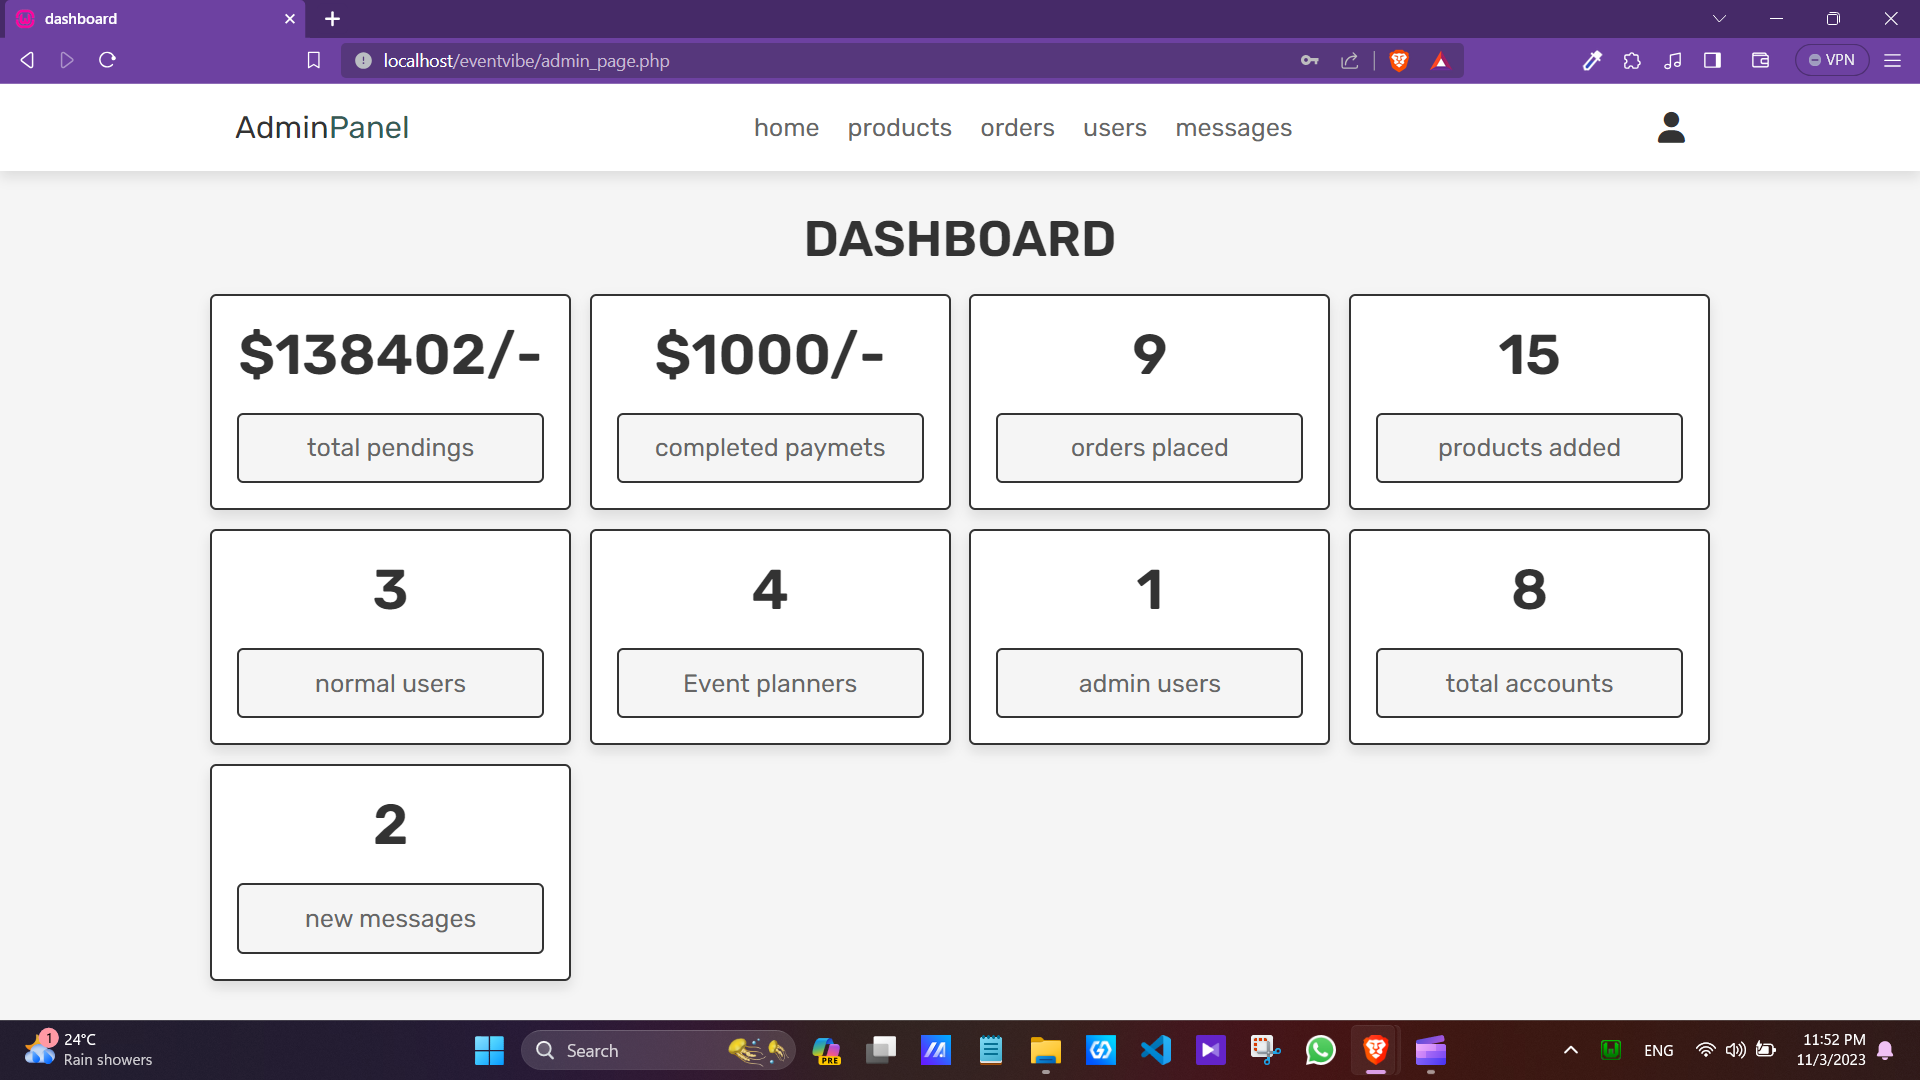 dashboard
localhost/eventvibe/admin_page.php
VPN
AdminPanel
home products orders users messages
DASHBOARD
$138402/- $1000/- 9 15
total pendings completed paymets orders placed products added
3 4 1 8
normal users Event planners admin users total accounts
2
new messages
1
24°C
Rain showers
Search
PRE
ENG
11:52 PM
11/3/2023